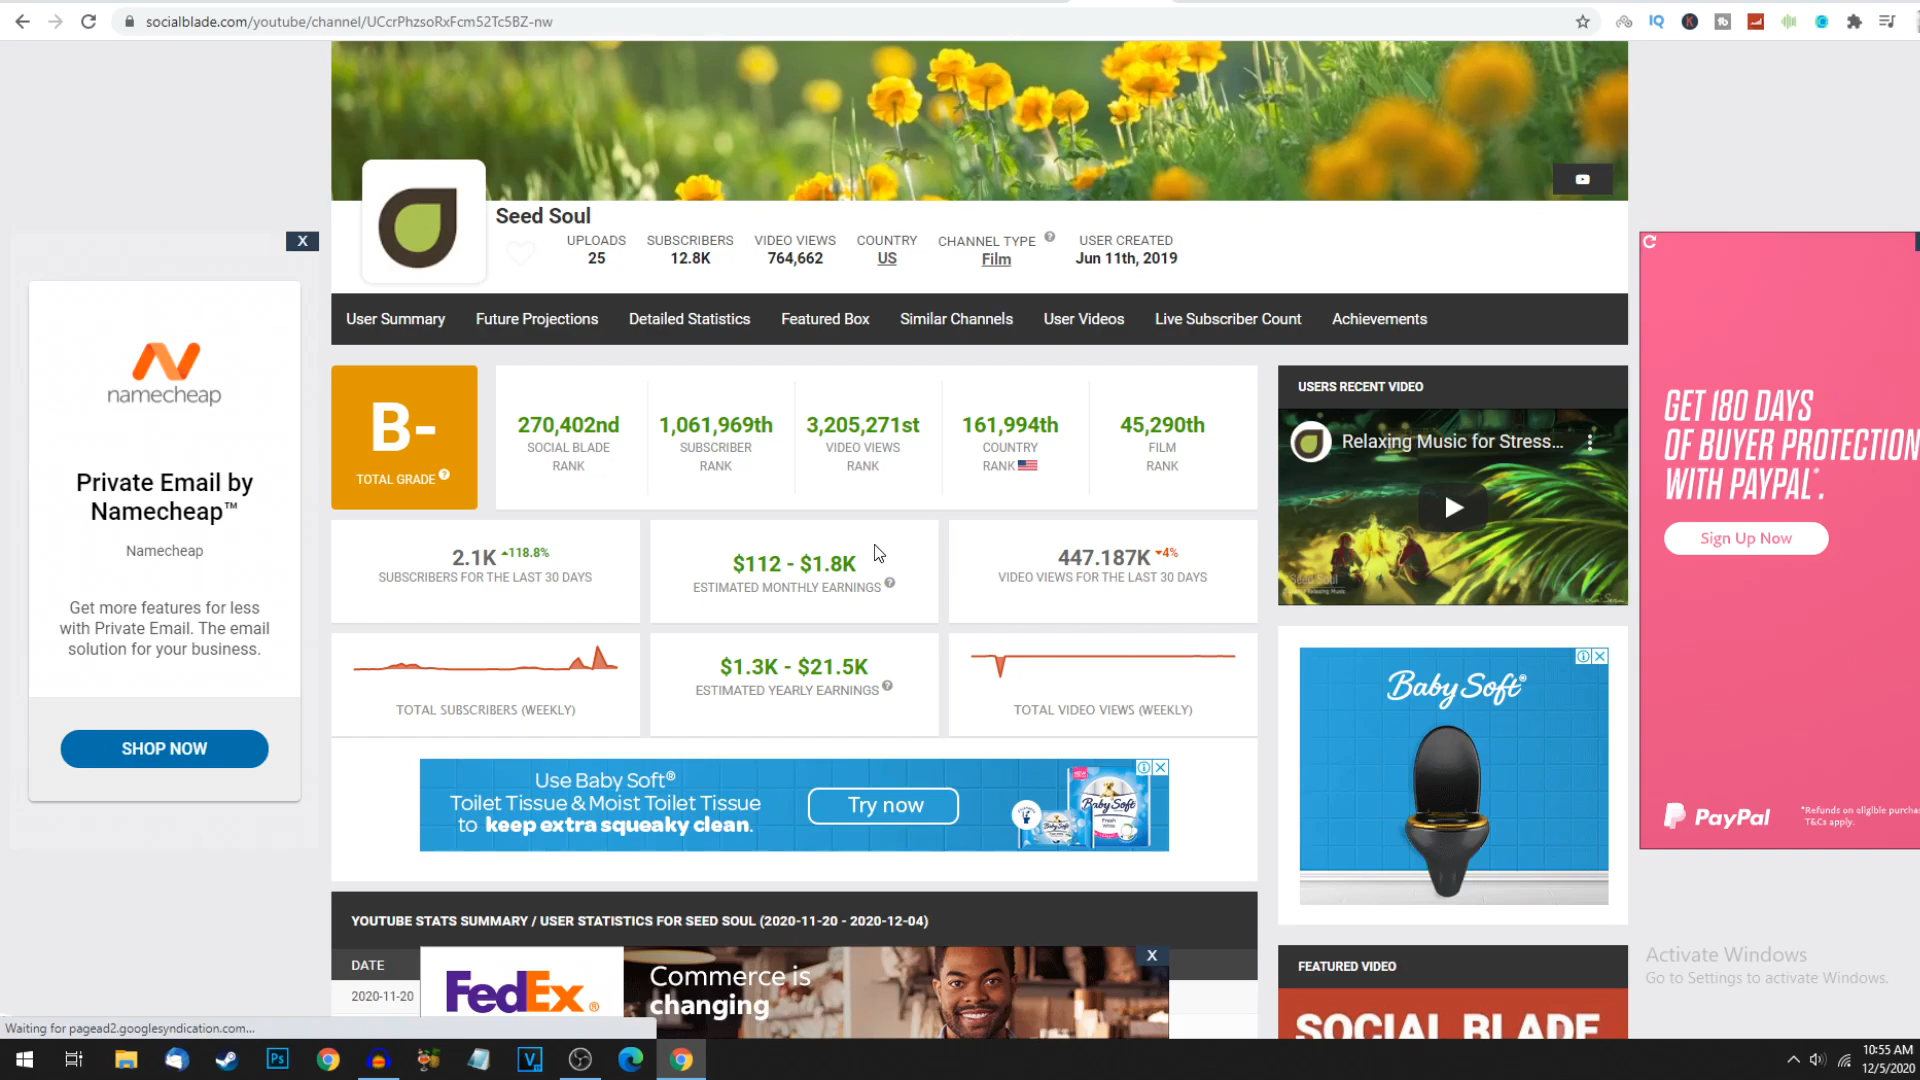 socialblade.com/youtube/channel/UCcrPhzsoRxFcm52Tc5BZ-nw
Seed Soul
UPLOADS
25
SUBSCRIBERS
12.8K
VIDEO VIEWS
764,662
COUNTRY
US
CHANNEL TYPE
Film
USER CREATED
Jun 11th, 2019
User Summary
Future Projections
Detailed Statistics
Featured Box
Similar Channels
User Videos
Live Subscriber Count
Achievements
B-
TOTAL GRADE
270,402nd
SOCIAL BLADE
RANK
1,061,969th
SUBSCRIBER
RANK
3,205,271st
VIDEO VIEWS
RANK
161,994th
COUNTRY
RANK
45,290th
FILM
RANK
2.1K 118.8%
SUBSCRIBERS FOR THE LAST 30 DAYS
$112 - $1.8K
ESTIMATED MONTHLY EARNINGS
447.187K 4%
VIDEO VIEWS FOR THE LAST 30 DAYS
TOTAL SUBSCRIBERS (WEEKLY)
$1.3K - $21.5K
ESTIMATED YEARLY EARNINGS
TOTAL VIDEO VIEWS (WEEKLY)
Use Baby Soft®
Toilet Tissue & Moist Toilet Tissue
to keep extra squeaky clean.
Try now
Baby Soft
YOUTUBE STATS SUMMARY / USER STATISTICS FOR SEED SOUL (2020-11-20 - 2020-12-04)
DATE
2020-11-20
FedEx®
Commerce is
changing
X
X
namecheap
Private Email by
Namecheap™
Namecheap
Get more features for less
with Private Email. The email
solution for your business.
SHOP NOW
USERS RECENT VIDEO
Relaxing Music for Stress...
Seed Soul
Baby Soft®
FEATURED VIDEO
SOCIAL BLADE
GET 180 DAYS
OF BUYER PROTECTION
WITH PAYPAL*.
Sign Up Now
PayPal
*Refunds on eligible purcha
T&Cs apply.
Activate Windows
Go to Settings to activate Windows.
Waiting for pagead2.googlesyndication.com...
Ps
V
IQ
K
10:55 AM
12/5/2020